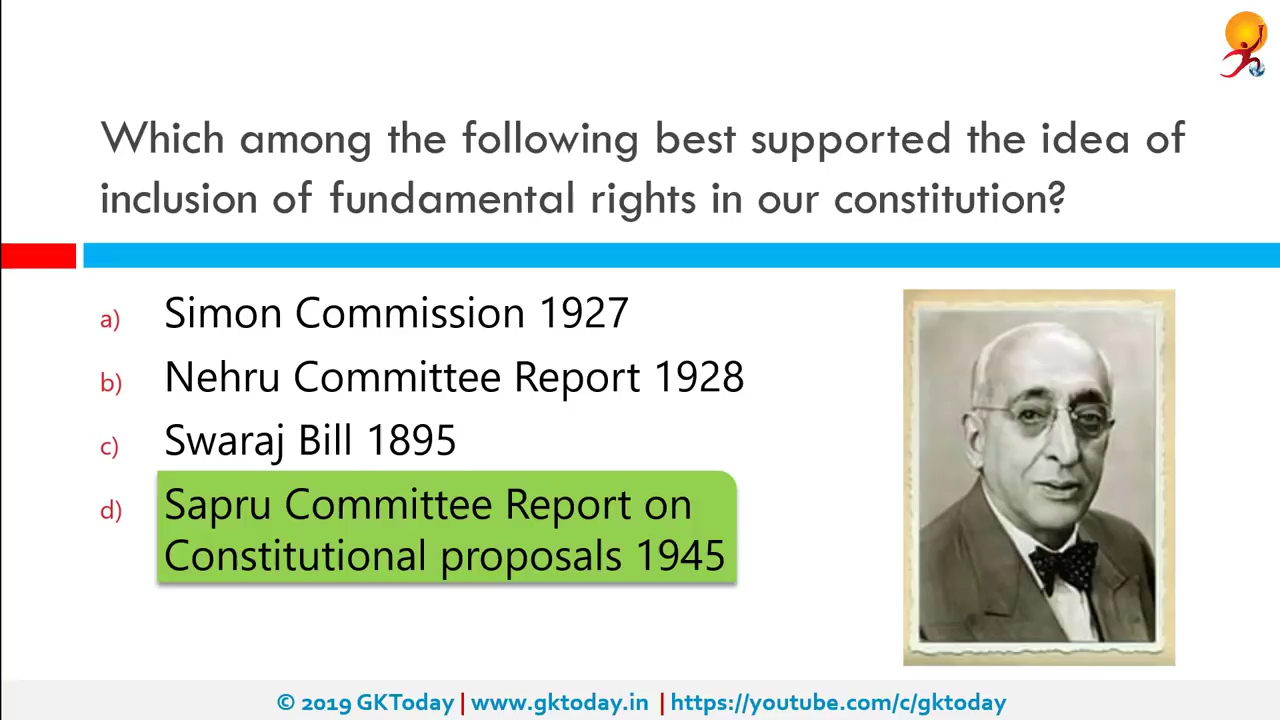 Which among the following best supported the idea of
inclusion of fundamental rights in our constitution?
a) Simon Commission 1927
b) Nehru Committee Report 1928
c) Swaraj Bill 1895
d) Sapru Committee Report on
Constitutional proposals 1945
© 2019 GKToday | www.gktoday.in | https://youtube.com/c/gktoday